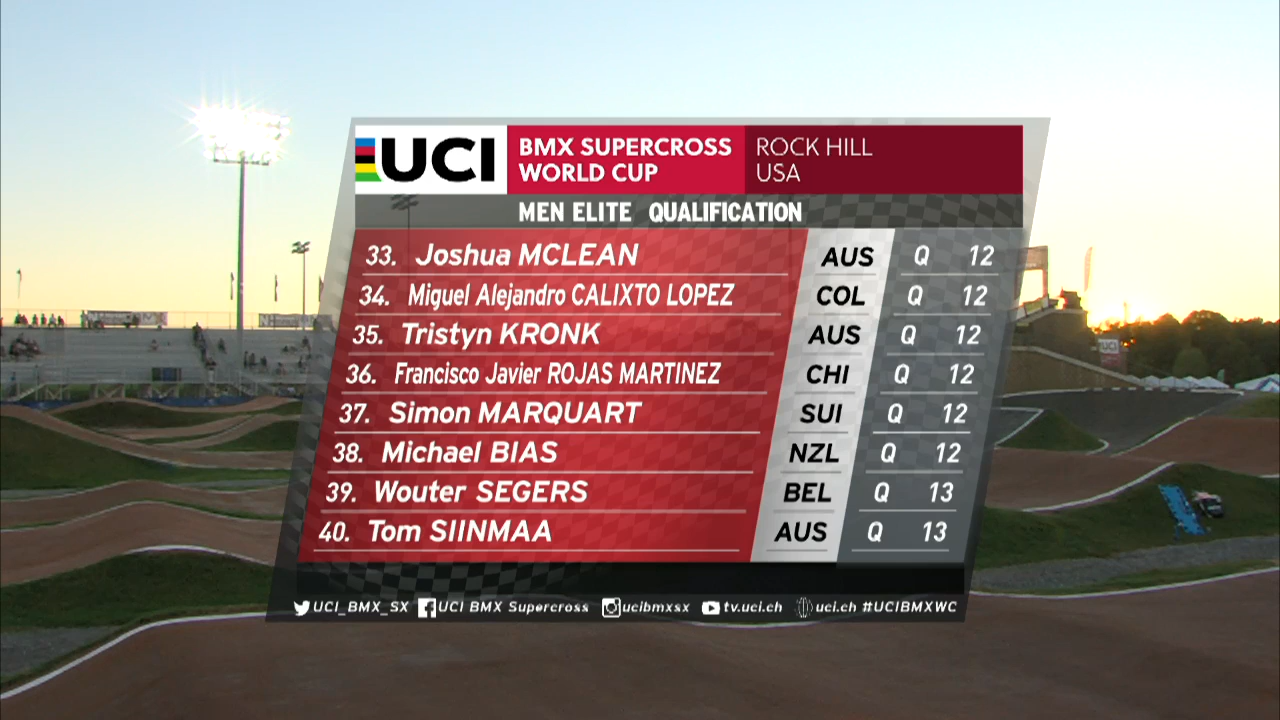 UCI
BMX SUPERCROSS
WORLD CUP
ROCK HILL
USA
MEN ELITE QUALIFICATION
33. Joshua MCLEAN AUS Q 12
34. Miguel Alejandro CALIXTO LOPEZ COL Q 12
35. Tristyn KRONK AUS Q 12
36. Francisco Javier ROJAS MARTINEZ CHI Q 12
37. Simon MARQUART SUI Q 12
38. Michael BIAS NZL Q 12
39. Wouter SEGERS BEL Q 13
40. Tom SIINMAA AUS Q 13
UCI_BMX_SX UCI BMX Supercross ucibmxsx tv.uci.ch uci.ch #UCIBMXWC
UCI